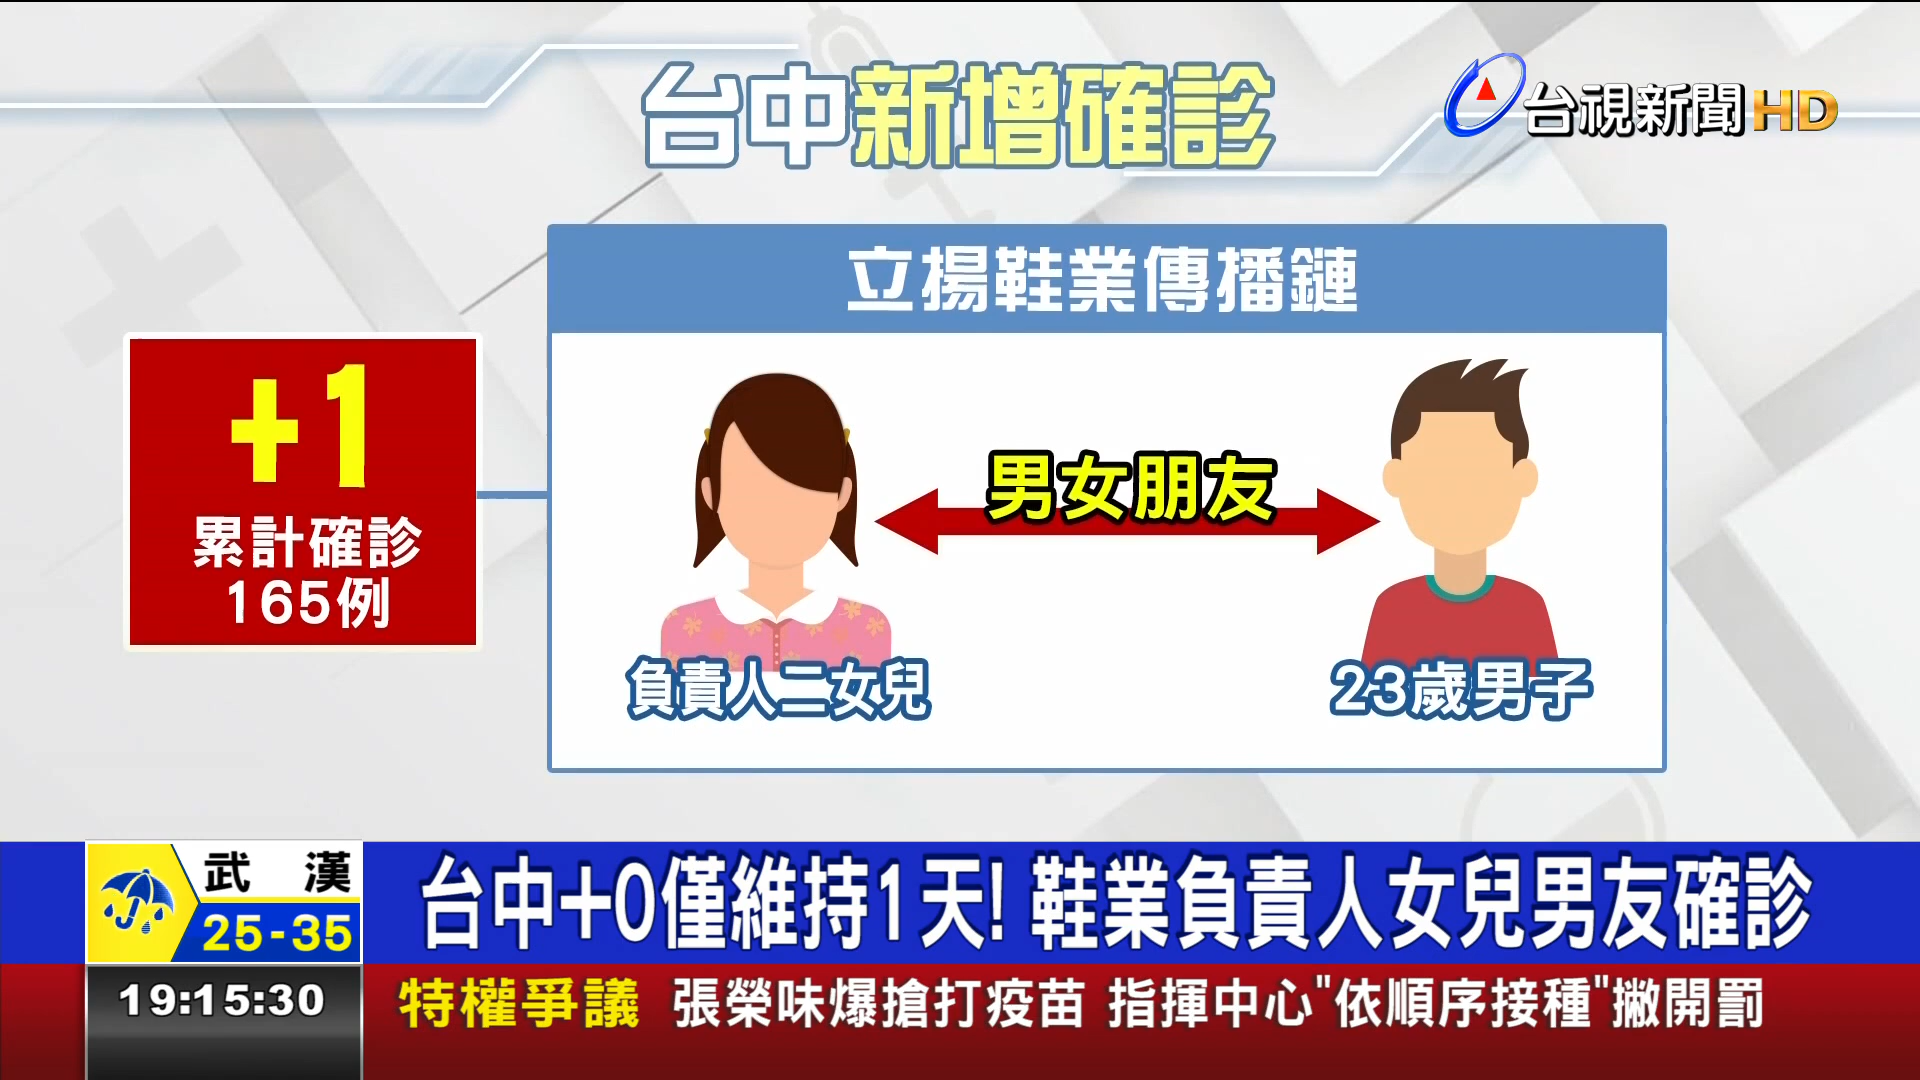 台中新增確診
台視新聞HD
立揚鞋業傳播鏈
+1
累計確診
165例
男女朋友
負責人二女兒
23歲男子
武漢
25-35
台中+0僅維持1天! 鞋業負責人女兒男友確診
19:15:30
特權爭議 張榮味爆搶打疫苗 指揮中心"依順序接種"撇開罰